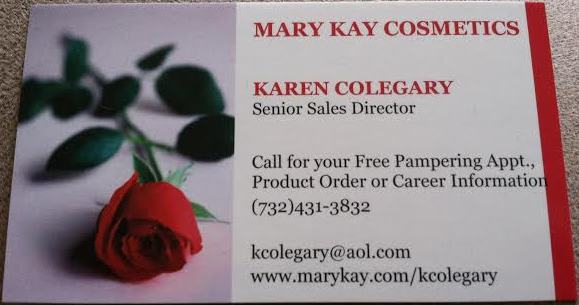 MARY KAY COSMETICS
KAREN COLEGARY
Senior Sales Director
Call for your Free Pampering Appt.,
Product Order or Career Information
(732)431-3832
kcolegary@aol.com
www.marykay.com/kcolegary